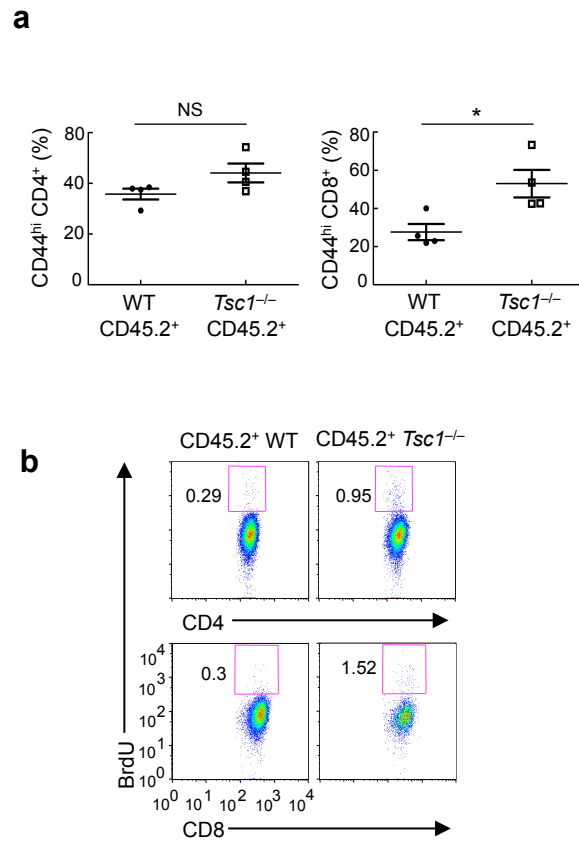 a
NS
CD44ʰⁱ CD4⁺ (%)
80
40
20
0
WT
CD45.2⁺
Tsc1⁻/⁻
CD45.2⁺
*
CD44ʰⁱ CD8⁺ (%)
80
60
40
20
0
WT
CD45.2⁺
Tsc1⁻/⁻
CD45.2⁺
b
CD45.2⁺ WT
CD45.2⁺ Tsc1⁻/⁻
0.29
0.95
CD4
BrdU
10⁴
10³
10²
10¹
10⁰
0.3
1.52
10⁰ 10¹ 10² 10³ 10⁴
CD8